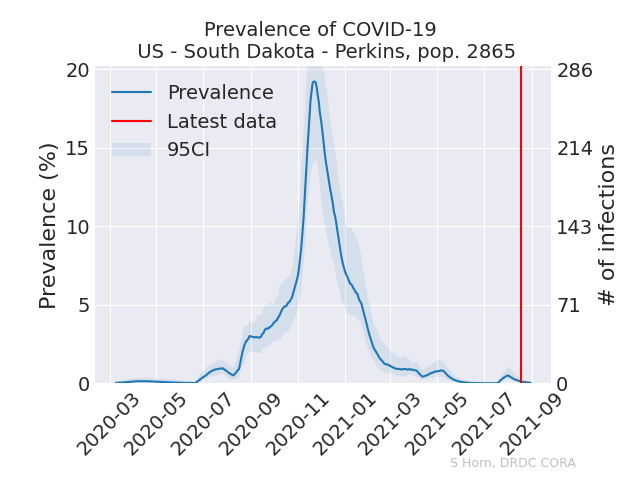 Prevalence of COVID-19
US - South Dakota - Perkins, pop. 2865
Prevalence
Latest data
95CI
Prevalence (%)
20
15
10
5
0
286
214
143
71
0
# of infections
2020-03
2020-05
2020-07
2020-09
2020-11
2021-01
2021-03
2021-05
2021-07
2021-09
S Horn, DRDC CORA